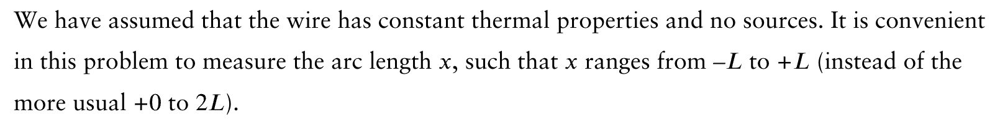 We have assumed that the wire has constant thermal properties and no sources. It is convenient
in this problem to measure the arc length x, such that x ranges from –L to +L (instead of the
more usual +0 to 2L).